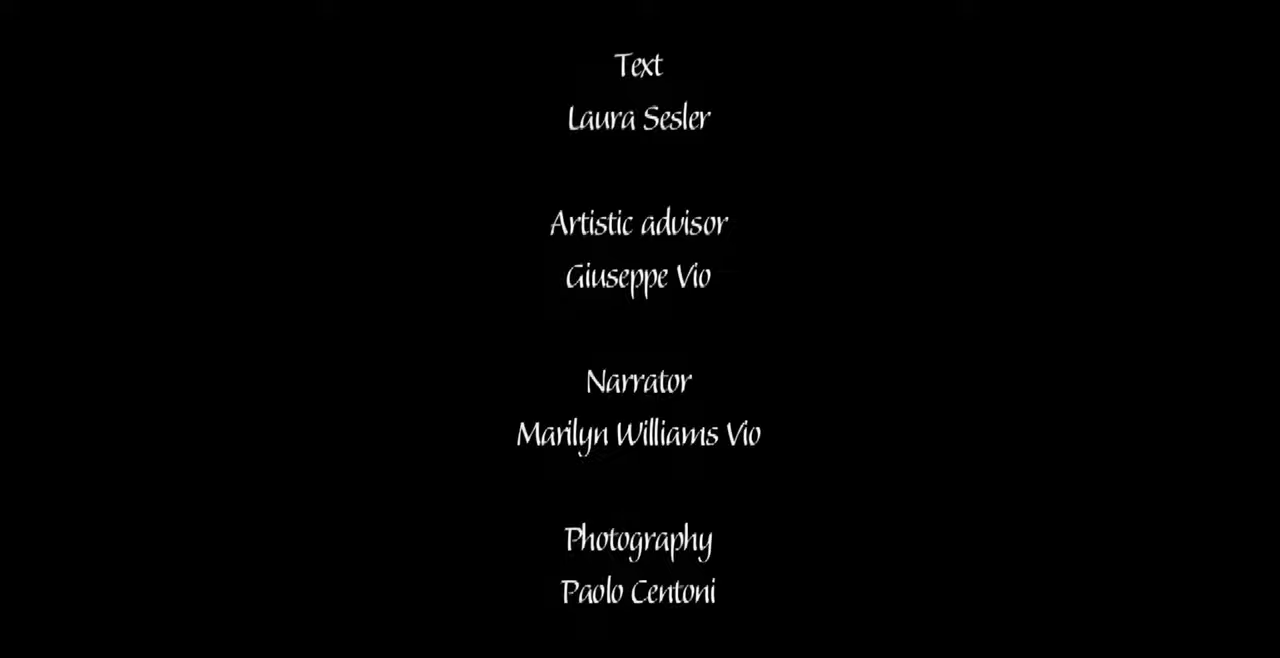 Text
Laura Sesler
Artistic advisor
Giuseppe Vio
Narrator
Marilyn Williams Vio
Photography
Paolo Centoni